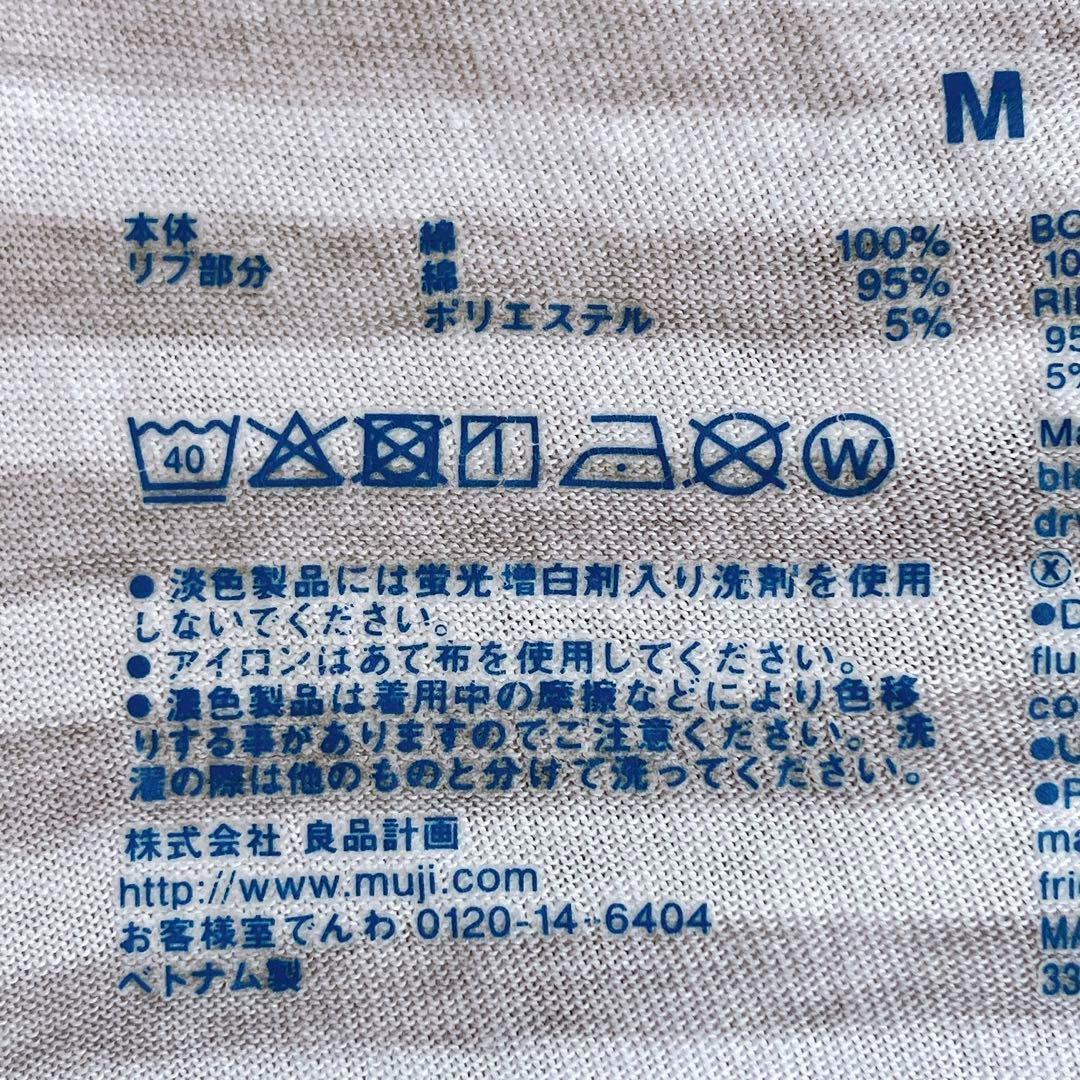 M
本体 綿 100%
リブ部分 綿 95%
ポリエステル 5%
40
W
● 淡色製品には蛍光増白剤入り洗剤を使用
しないでください。
● アイロンはあて布を使用してください。
● 濃色製品は着用中の摩擦などにより色移
りする事がありますのでご注意ください。 洗
濯の際は他のものと分けて洗ってください。
株式会社 良品計画
http://www.muji.com
お客様室でんわ 0120-14-6404
ベトナム製
10
95
5%
dry
Ⓧ
33